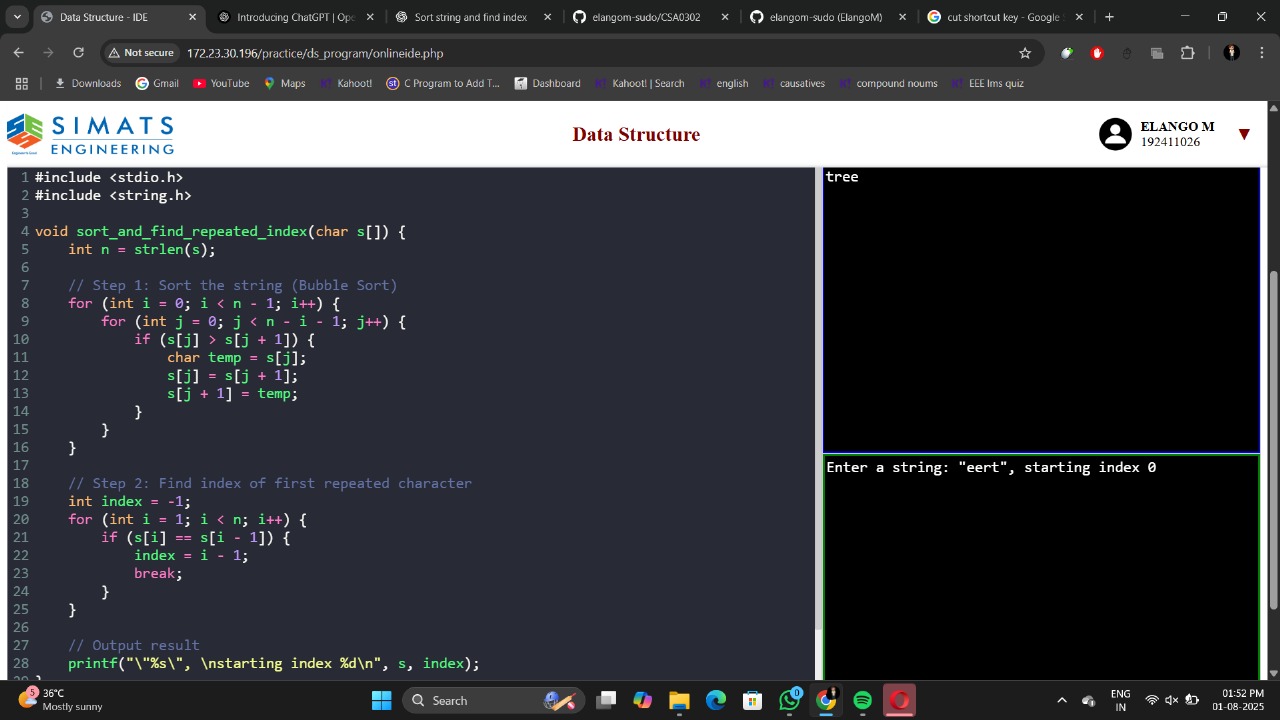 Data Structure - IDE
Introducing ChatGPT | Ope
Sort string and find index
elangom-sudo/CSA0302
elangom-sudo (ElangoM)
cut shortcut key - Google
Not secure
172.23.30.196/practice/ds_program/onlineide.php
Downloads
Gmail
YouTube
Maps
Kahoot!
C Program to Add T...
Dashboard
Kahoot! | Search
english
causatives
compound noums
EEE lms quiz
SIMATS
ENGINEERING
Data Structure
ELANGO M
192411026
1 #include <stdio.h>
2 #include <string.h>
3
4 void sort_and_find_repeated_index(char s[]) {
5     int n = strlen(s);
6
7     // Step 1: Sort the string (Bubble Sort)
8     for (int i = 0; i < n - 1; i++) {
9         for (int j = 0; j < n - i - 1; j++) {
10             if (s[j] > s[j + 1]) {
11                 char temp = s[j];
12                 s[j] = s[j + 1];
13                 s[j + 1] = temp;
14             }
15         }
16     }
17
18     // Step 2: Find index of first repeated character
19     int index = -1;
20     for (int i = 1; i < n; i++) {
21         if (s[i] == s[i - 1]) {
22             index = i - 1;
23             break;
24         }
25     }
26
27     // Output result
28     printf("\"%s\", \nstarting index %d\n", s, index);
29 }
tree
Enter a string: "eert", starting index 0
5
36°C
Mostly sunny
Search
0
ENG
IN
01:52 PM
01-08-2025